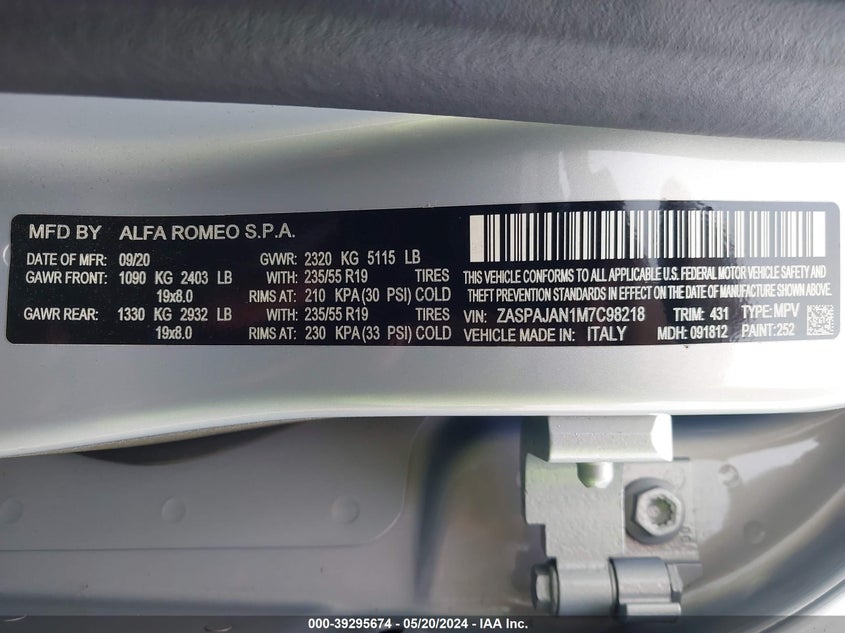 MFD BY ALFA ROMEO S.P.A.
DATE OF MFR: 09/20 GVWR: 2320 KG 5115 LB
GAWR FRONT: 1090 KG 2403 LB WITH: 235/55 R19 TIRES
19x8.0 RIMS AT: 210 KPA(30 PSI) COLD
GAWR REAR: 1330 KG 2932 LB WITH: 235/55 R19 TIRES
19x8.0 RIMS AT: 230 KPA(33 PSI) COLD
THIS VEHICLE CONFORMS TO ALL APPLICABLE U.S. FEDERAL MOTOR VEHICLE SAFETY AND
THEFT PREVENTION STANDARDS IN EFFECT ON THE DATE OF MANUFACTURE SHOWN ABOVE.
VIN: ZASPAJAN1M7C98218 TRIM: 431 TYPE: MPV
VEHICLE MADE IN: ITALY MDH: 091812 PAINT: 252
000-39295674 - 05/20/2024 - IAA Inc.